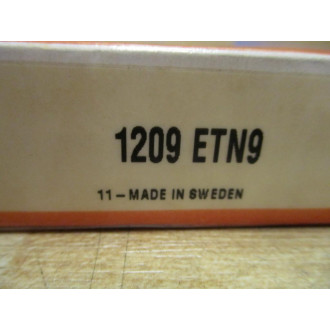 1209 ETN9
11-MADE IN SWEDEN